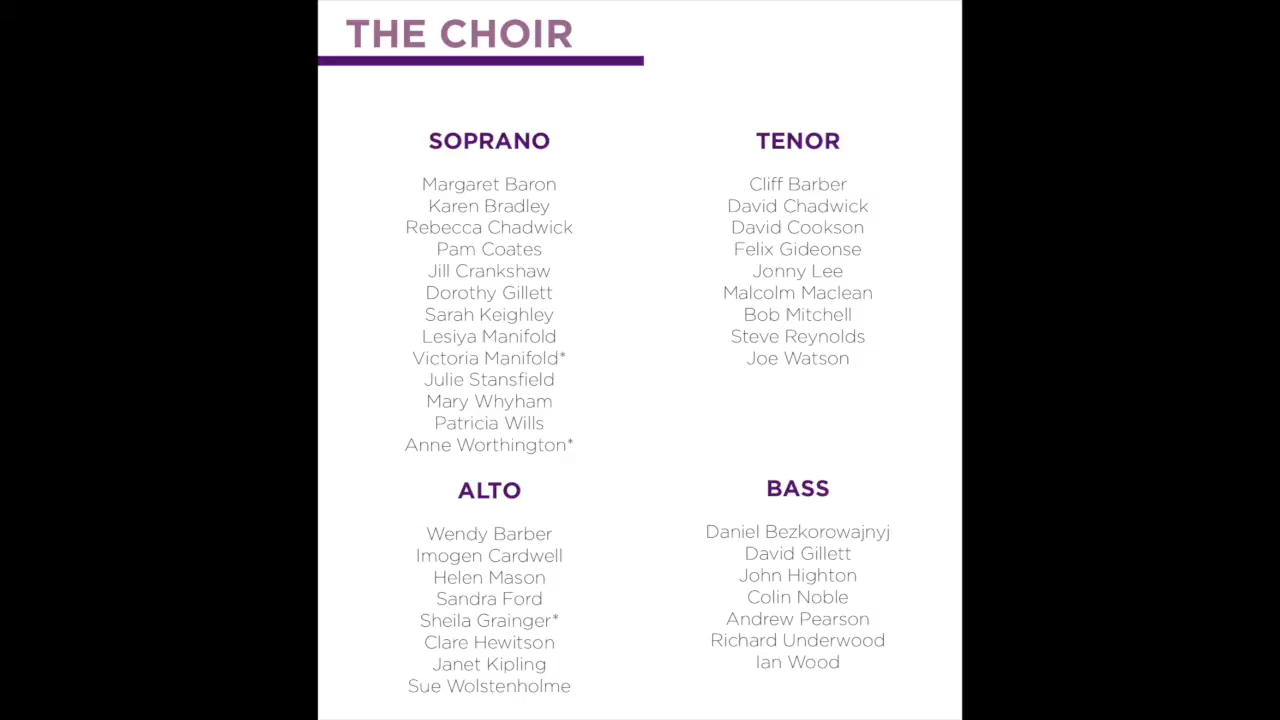 THE CHOIR
SOPRANO
Margaret Baron
Karen Bradley
Rebecca Chadwick
Pam Coates
Jill Crankshaw
Dorothy Gillett
Sarah Keighley
Lesiya Manifold
Victoria Manifold*
Julie Stansfield
Mary Whyham
Patricia Wills
Anne Worthington*
ALTO
Wendy Barber
Imogen Cardwell
Helen Mason
Sandra Ford
Sheila Grainger*
Clare Hewitson
Janet Kipling
Sue Wolstenholme
TENOR
Cliff Barber
David Chadwick
David Cookson
Felix Gideonse
Jonny Lee
Malcolm Maclean
Bob Mitchell
Steve Reynolds
Joe Watson
BASS
Daniel Bezkorowajnyj
David Gillett
John Highton
Colin Noble
Andrew Pearson
Richard Underwood
Ian Wood